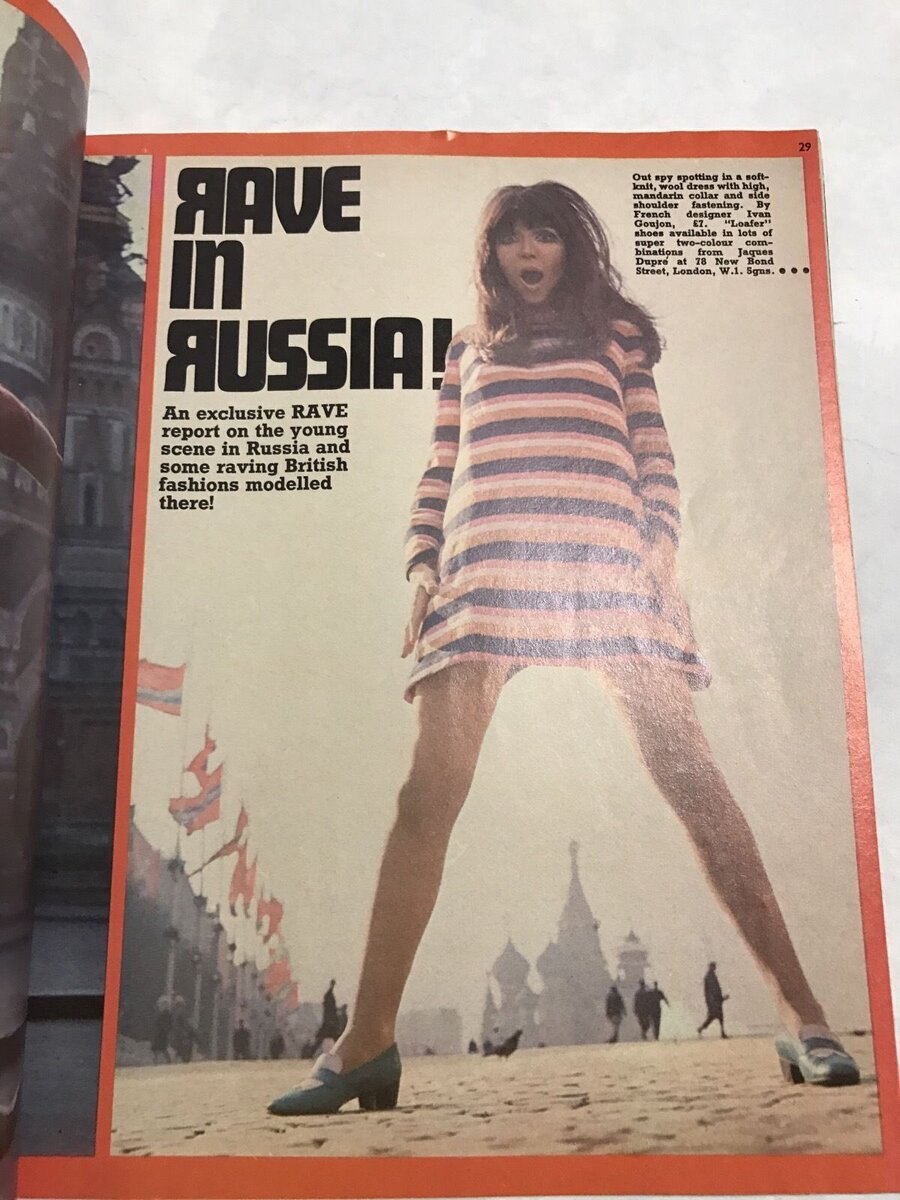 29
ЯAVE
in
ЯUSSIA!
An exclusive RAVE
report on the young
scene in Russia and
some raving British
fashions modelled
there!
Out spy spotting in a soft-
knit, wool dress with high,
mandarin collar and side
shoulder fastening. By
French designer Ivan
Goujon, £7. "Loafer"
shoes available in lots of
super two-colour com-
binations from Jaques
Dupré at 78 New Bond
Street, London, W.1. 5gns. ● ● ●